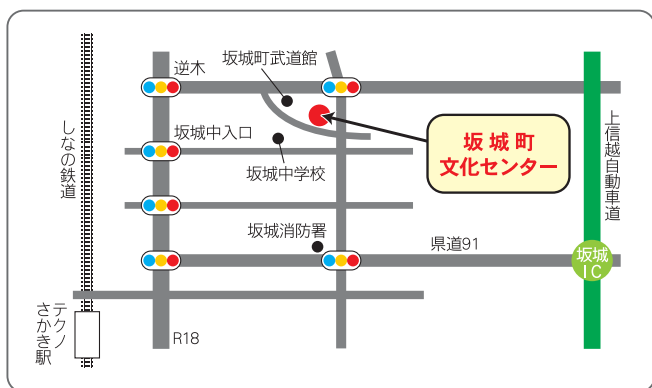 逆木
坂城町武道館
しなの鉄道
坂城中入口
坂城中学校
坂城町
文化センター
上信越自動車道
坂城消防署
県道91
坂城
IC
テクノ
さかき駅
R18